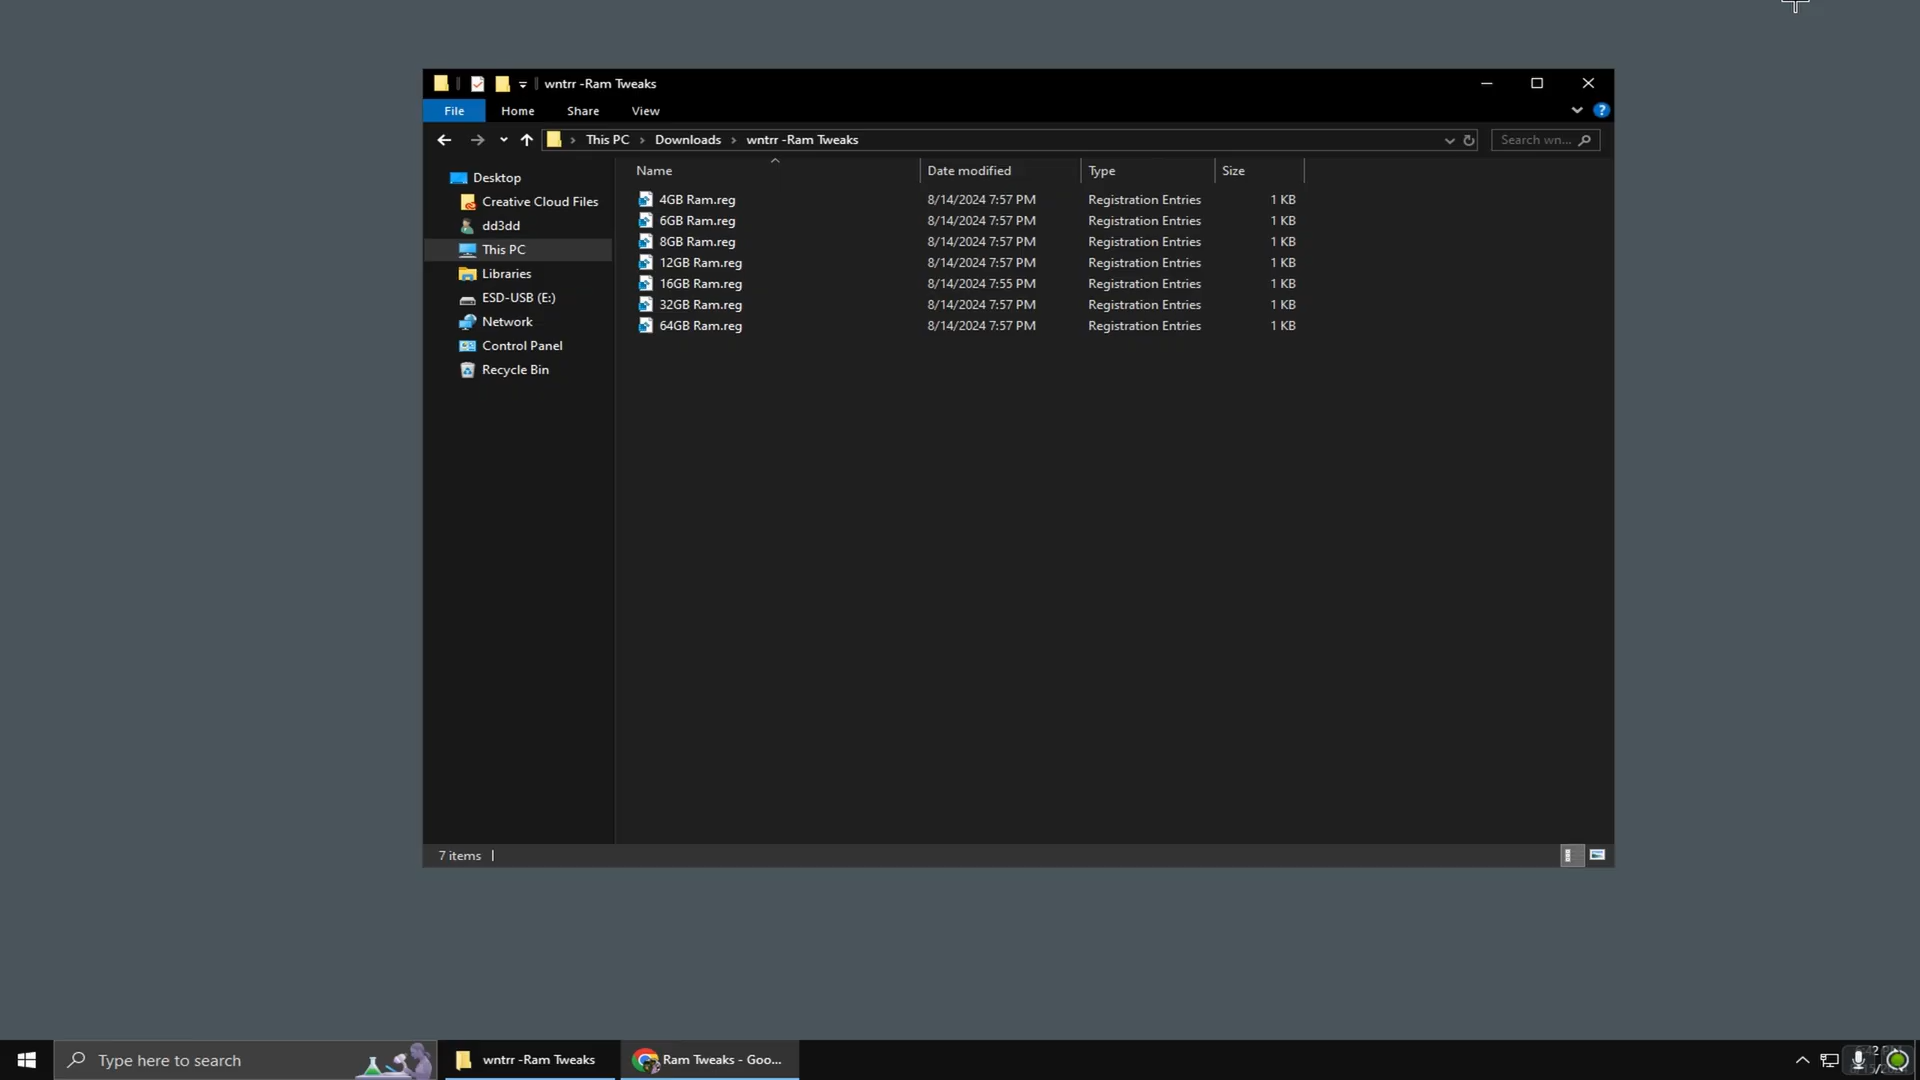 wntrr -Ram Tweaks
File Home Share View
This PC Downloads wntrr -Ram Tweaks Search wn...
Name Date modified Type Size
Desktop
Creative Cloud Files
dd3dd
This PC
Libraries
ESD-USB (E:)
Network
Control Panel
Recycle Bin
4GB Ram.reg 8/14/2024 7:57 PM Registration Entries 1 KB
6GB Ram.reg 8/14/2024 7:57 PM Registration Entries 1 KB
8GB Ram.reg 8/14/2024 7:57 PM Registration Entries 1 KB
12GB Ram.reg 8/14/2024 7:57 PM Registration Entries 1 KB
16GB Ram.reg 8/14/2024 7:55 PM Registration Entries 1 KB
32GB Ram.reg 8/14/2024 7:57 PM Registration Entries 1 KB
64GB Ram.reg 8/14/2024 7:57 PM Registration Entries 1 KB
7 items
Type here to search wntrr -Ram Tweaks Ram Tweaks - Goo...